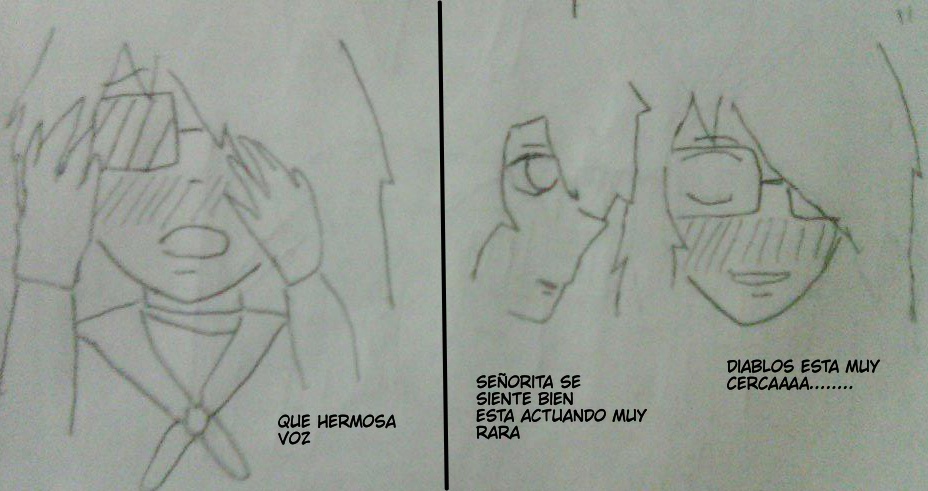 QUE HERMOSA
VOZ
SEÑORITA SE
SIENTE BIEN
ESTA ACTUANDO MUY
RARA
DIABLOS ESTA MUY
CERCAAAA........